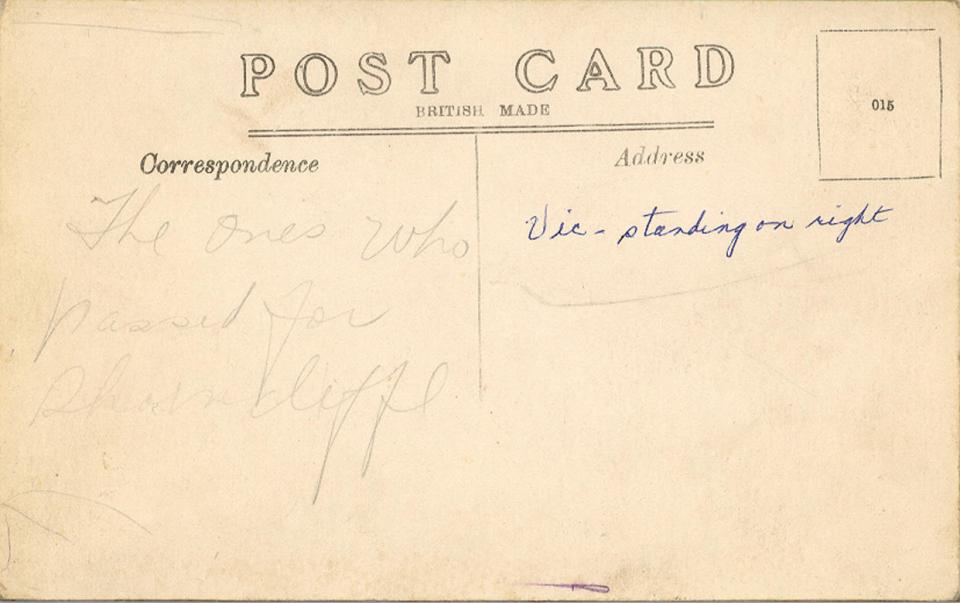 POST CARD
BRITISH MADE
015
Correspondence
Address
The ones who
passed for
Shorncliffe
Vic - standing on right